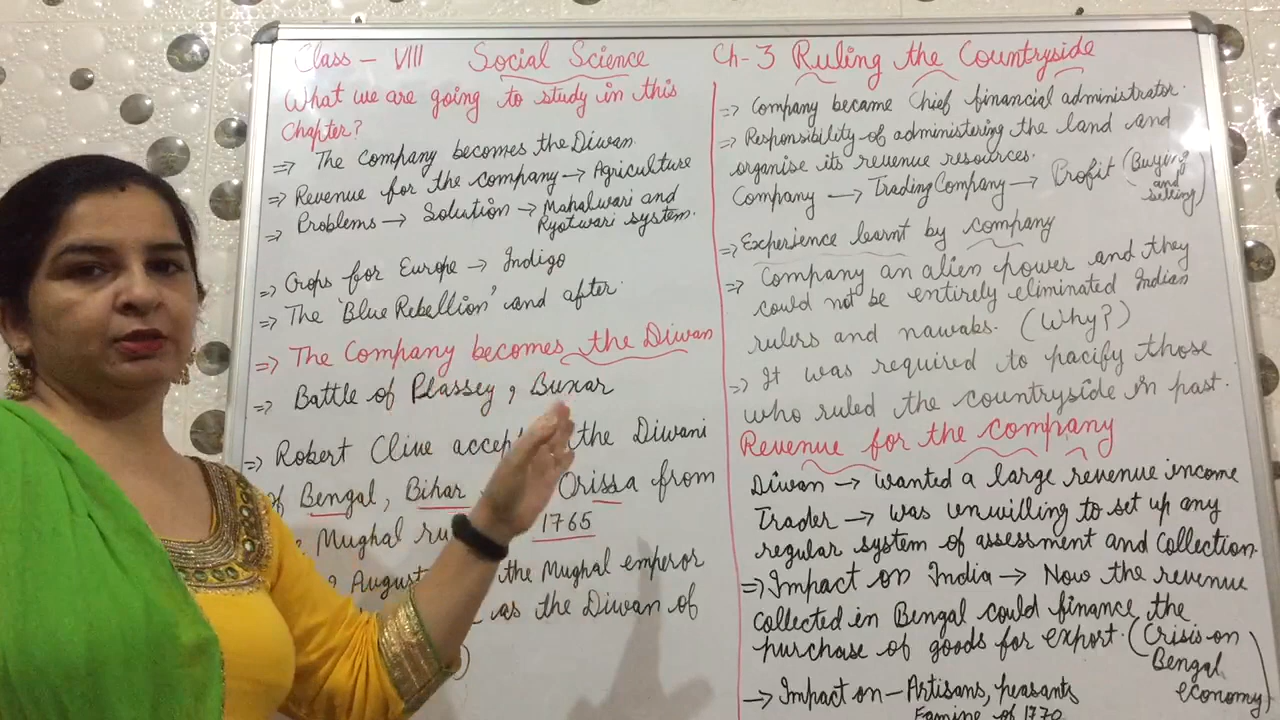 Class - VIII Social Science
What we are going to study in this
Chapter?
=> The Company becomes the Diwan.
=> Revenue for the company → Agriculture
=> Problems → Solution → Mahalwari and
Ryotwari system.
=> Crops for Europe → Indigo
=> The 'Blue Rebellion' and after.
=> The Company becomes the Diwan
=> Battle of Plassey, Buxar
=> Robert Clive the Diwani
of Bengal, Bihar Orissa from
Mughal 1765
August the Mughal emperor
as the Diwan of
Ch-3 Ruling the Countryside
=> Company became Chief financial administrator.
=> Responsibility of administering the land and
organise its revenue resources.
Company → Trading Company → Profit (Buying
and
selling)
=> Experience learnt by company
=> Company an alien power and they
could not be entirely eliminated Indian
rulers and nawabs. (Why?)
=> It was required to pacify those
who ruled the countryside in past.
Revenue for the company
Diwan → wanted a large revenue income
Trader → was unwilling to set up any
regular system of assessment and collection.
=> Impact on India → Now the revenue
collected in Bengal could finance the
purchase of goods for export. (Crisis on
Bengal
economy)
→ Impact on - Artisans, peasants
Famine of 1770